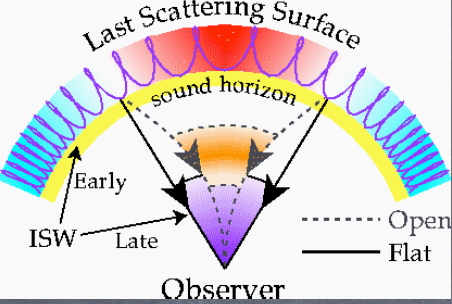 Last Scattering Surface
sound horizon
Early
ISW
Late
Open
Flat
Observer